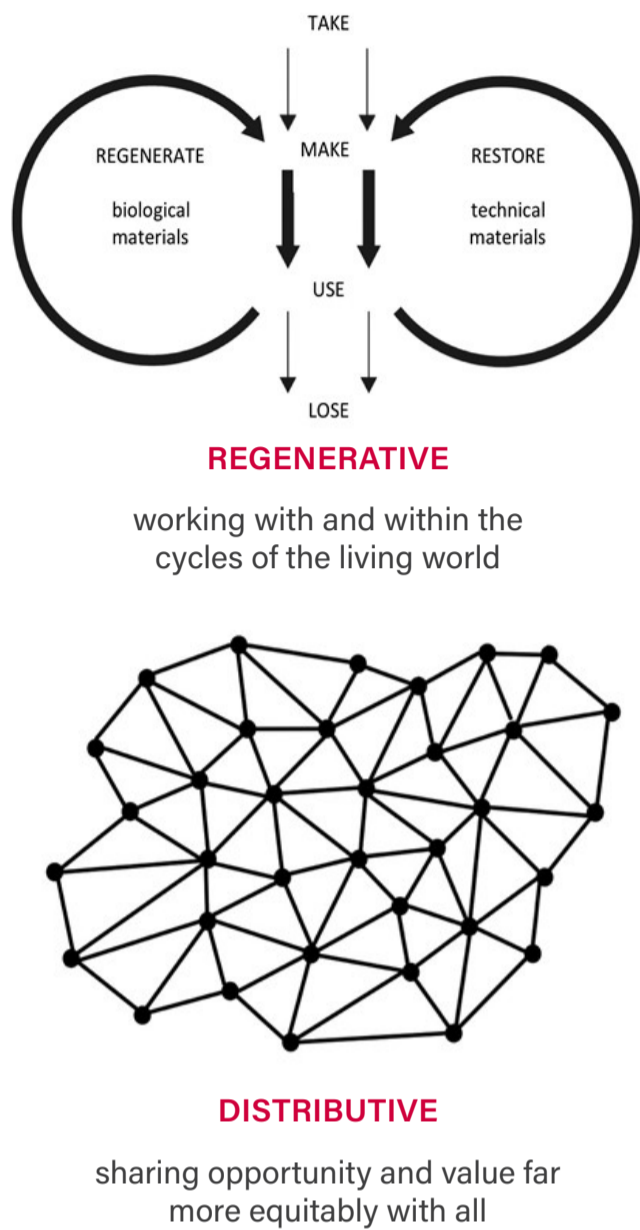 TAKE
MAKE
REGENERATE
RESTORE
biological
materials
technical
materials
USE
LOSE
REGENERATIVE
working with and within the
cycles of the living world
DISTRIBUTIVE
sharing opportunity and value far
more equitably with all